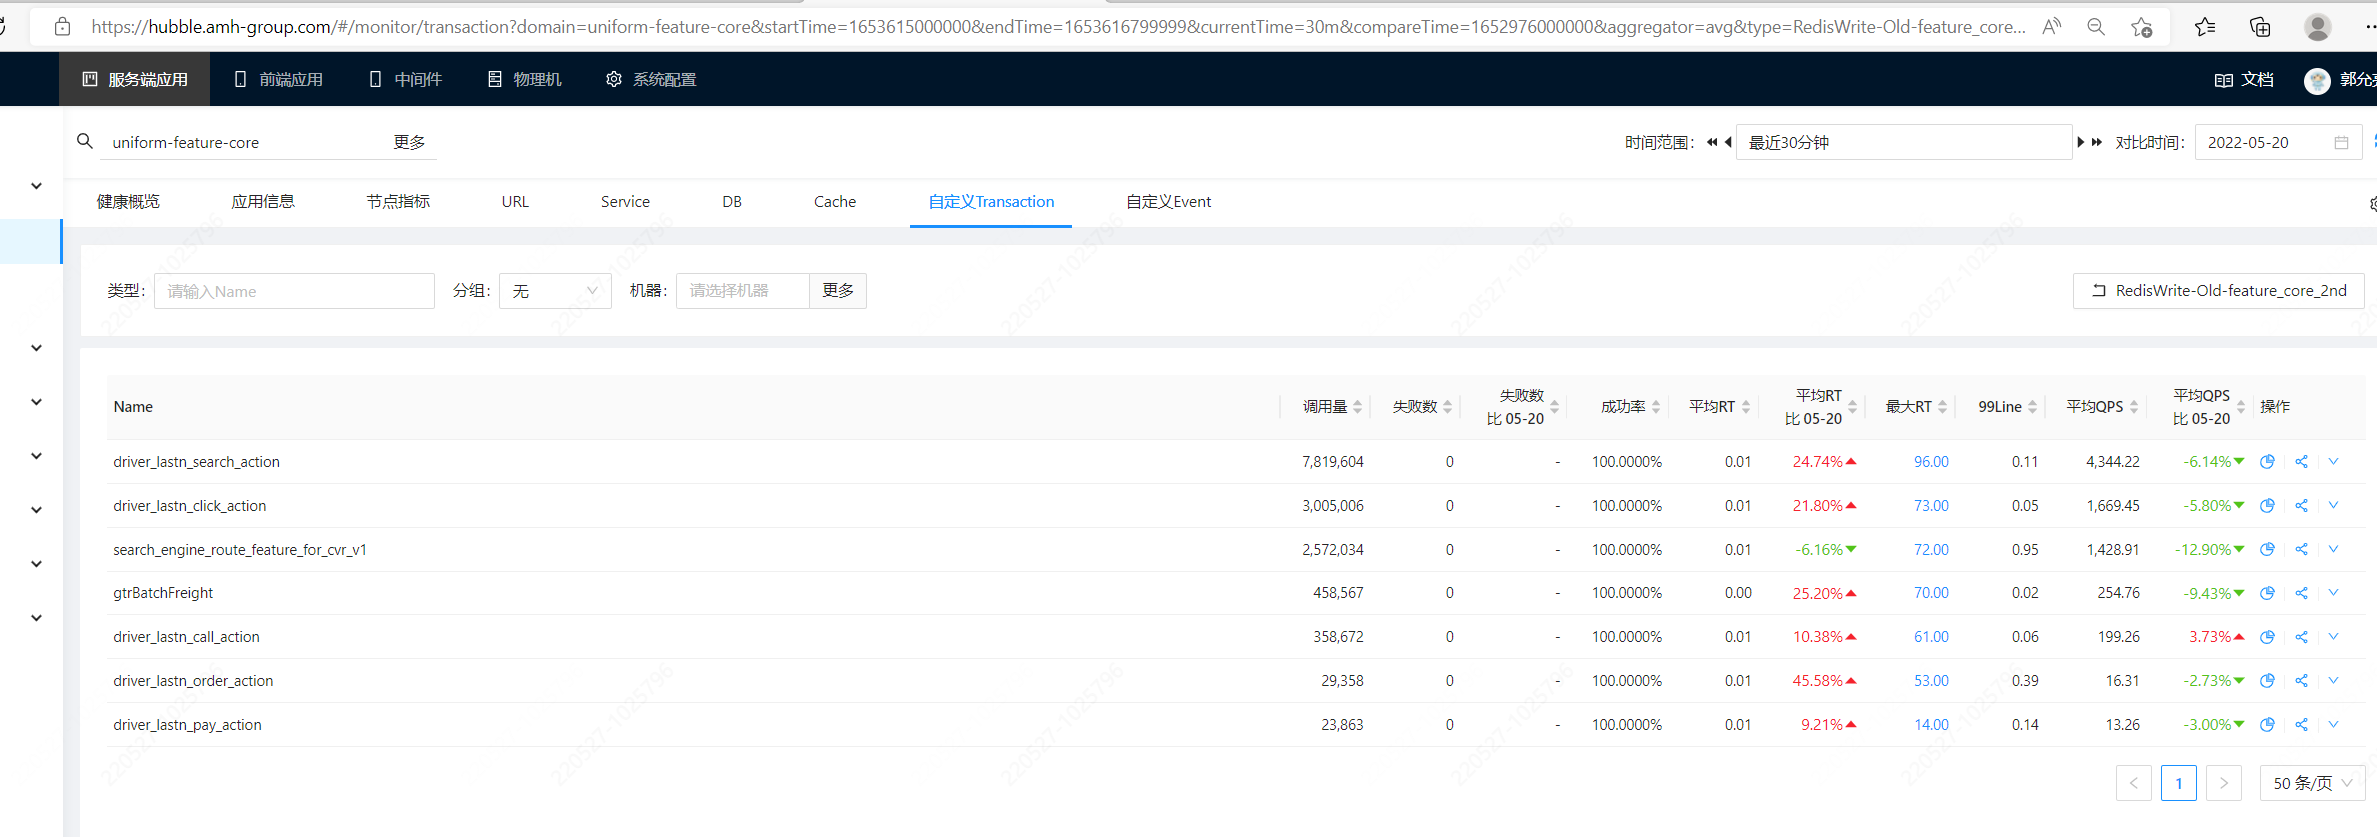 https://hubble.amh-group.com/#/monitor/transaction?domain=uniform-feature-core&startTime=1653615000000&endTime=1653616799999&currentTime=30m&compareTime=1652976000000&aggregator=avg&type=RedisWrite-Old-feature_core...
服务端应用 前端应用 中间件 物理机 系统配置 文档
uniform-feature-core 更多 时间范围: 最近30分钟 对比时间: 2022-05-20
健康概览 应用信息 节点指标 URL Service DB Cache 自定义Transaction 自定义Event
类型: 请输入Name 分组: 无 机器: 请选择机器 更多 RedisWrite-Old-feature_core_2nd
Name 调用量 失败数 失败数 比 05-20 成功率 平均RT 平均RT 比 05-20 最大RT 99Line 平均QPS 平均QPS 比 05-20 操作
driver_lastn_search_action 7,819,604 0 - 100.0000% 0.01 24.74% 96.00 0.11 4,344.22 -6.14%
driver_lastn_click_action 3,005,006 0 - 100.0000% 0.01 21.80% 73.00 0.05 1,669.45 -5.80%
search_engine_route_feature_for_cvr_v1 2,572,034 0 - 100.0000% 0.01 -6.16% 72.00 0.95 1,428.91 -12.90%
gtrBatchFreight 458,567 0 - 100.0000% 0.00 25.20% 70.00 0.02 254.76 -9.43%
driver_lastn_call_action 358,672 0 - 100.0000% 0.01 10.38% 61.00 0.06 199.26 3.73%
driver_lastn_order_action 29,358 0 - 100.0000% 0.01 45.58% 53.00 0.39 16.31 -2.73%
driver_lastn_pay_action 23,863 0 - 100.0000% 0.01 9.21% 14.00 0.14 13.26 -3.00%
< 1 > 50 条/页
220527-1025796